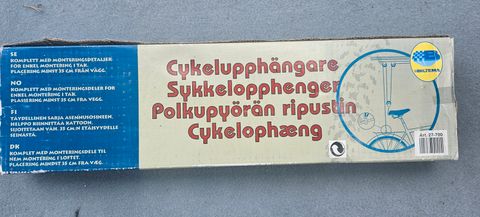 SE
KOMPLETT MED MONTERINGSDETALJER
FÖR ENKEL MONTERING I TAK.
PLACERING MINST 35 CM FRÅN VÄGG.
NO
KOMPLETT MED MONTERINGSDELER FOR
ENKEL MONTERING I TAK.
PLASSERING MINST 35 CM FRA VEGG.
FI
TÄYDELLINEN SARJA ASENNUSOSINEEN.
HELPPO KIINNITTÄÄ KATTOON.
SIJOITETAAN VÄH. 35 CM:N ETÄISYYDELLE
SEINÄSTÄ.
DK
KOMPLET MED MONTERINGSDELE TIL
NEM MONTERING I LOFTET.
PLACERING MINDST 35 CM FRA VÆG.
Cykelupphängare
Sykkelopphenger
Polkupyörän ripustin
Cykelophæng
BILTEMA
Art. 27-700